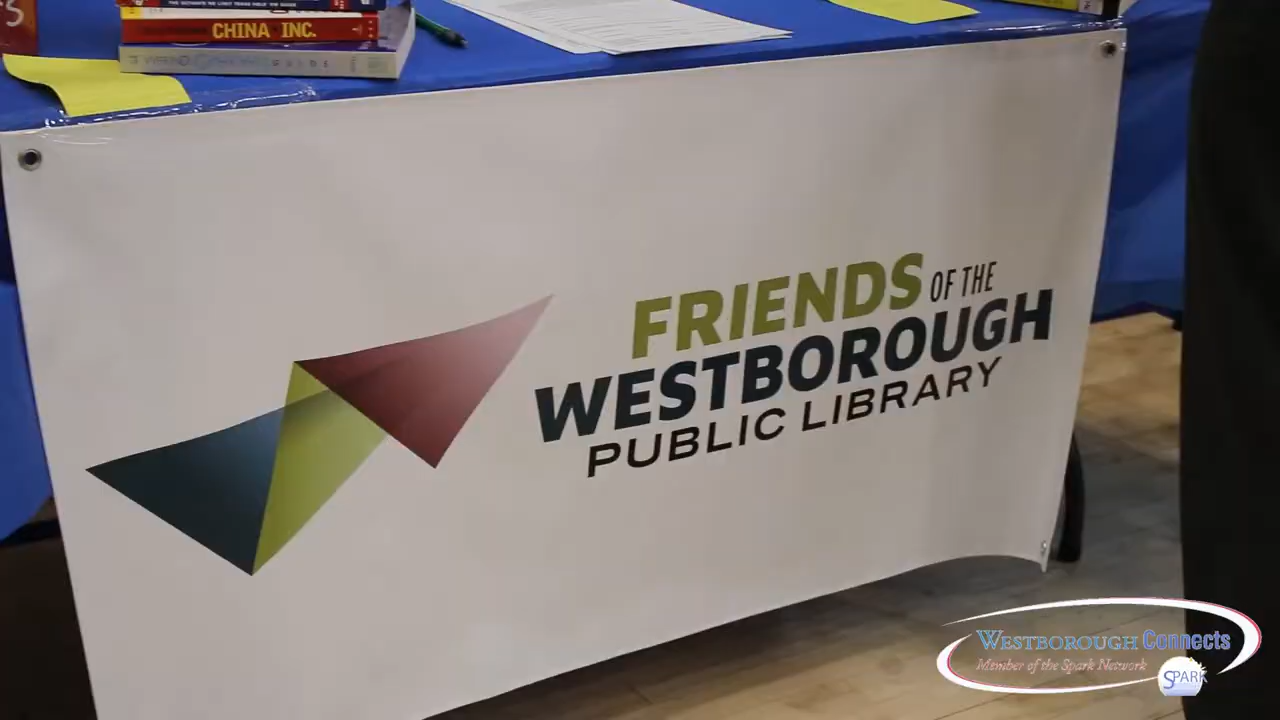 CHINA INC.
FRIENDS OF THE
WESTBOROUGH
PUBLIC LIBRARY
WESTBOROUGH Connects
Member of the Spark Network
SPARK